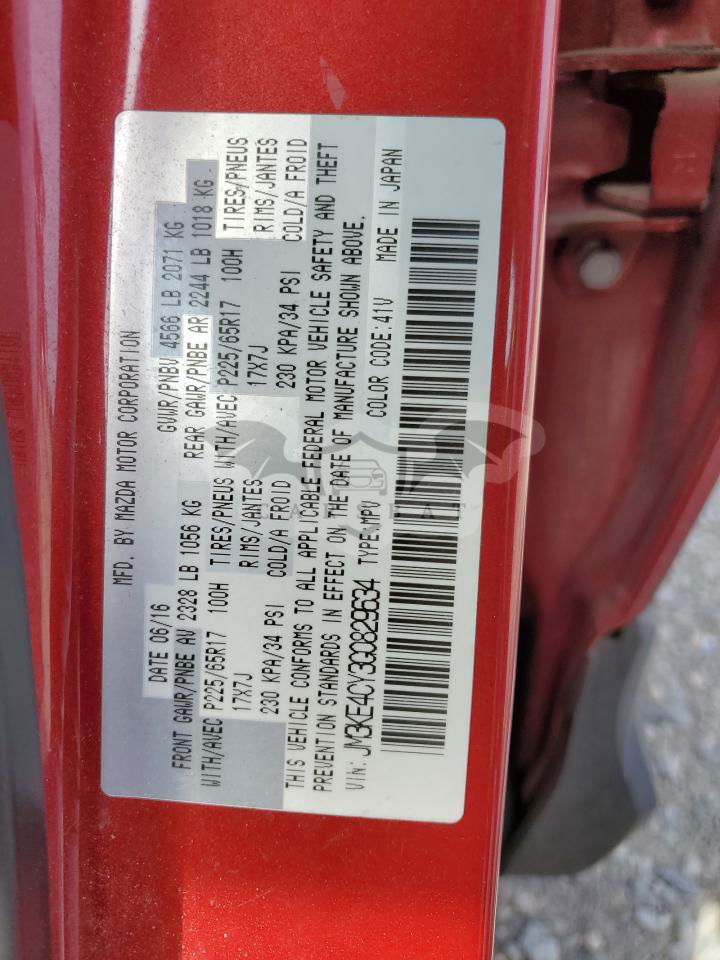 MFD. BY MAZDA MOTOR CORPORATION
DATE 06/16 GVWR/PNBV 4566 LB 2071 KG
FRONT GAWR/PNBE AV 2328 LB 1056 KG REAR GAWR/PNBE AR 2244 LB 1018 KG
WITH/AVEC P225/65R17 100H TIRES/PNEUS WITH/AVEC P225/65R17 100H TIRES/PNEUS
17X7J RIMS/JANTES 17X7J RIMS/JANTES
230 KPA/34 PSI COLD/A FROID 230 KPA/34 PSI COLD/A FROID
THIS VEHICLE CONFORMS TO ALL APPLICABLE FEDERAL MOTOR VEHICLE SAFETY AND THEFT
PREVENTION STANDARDS IN EFFECT ON THE DATE OF MANUFACTURE SHOWN ABOVE.
VIN: JM3KE4CY3G0829634 TYPE:MPV COLOR CODE:41V MADE IN JAPAN